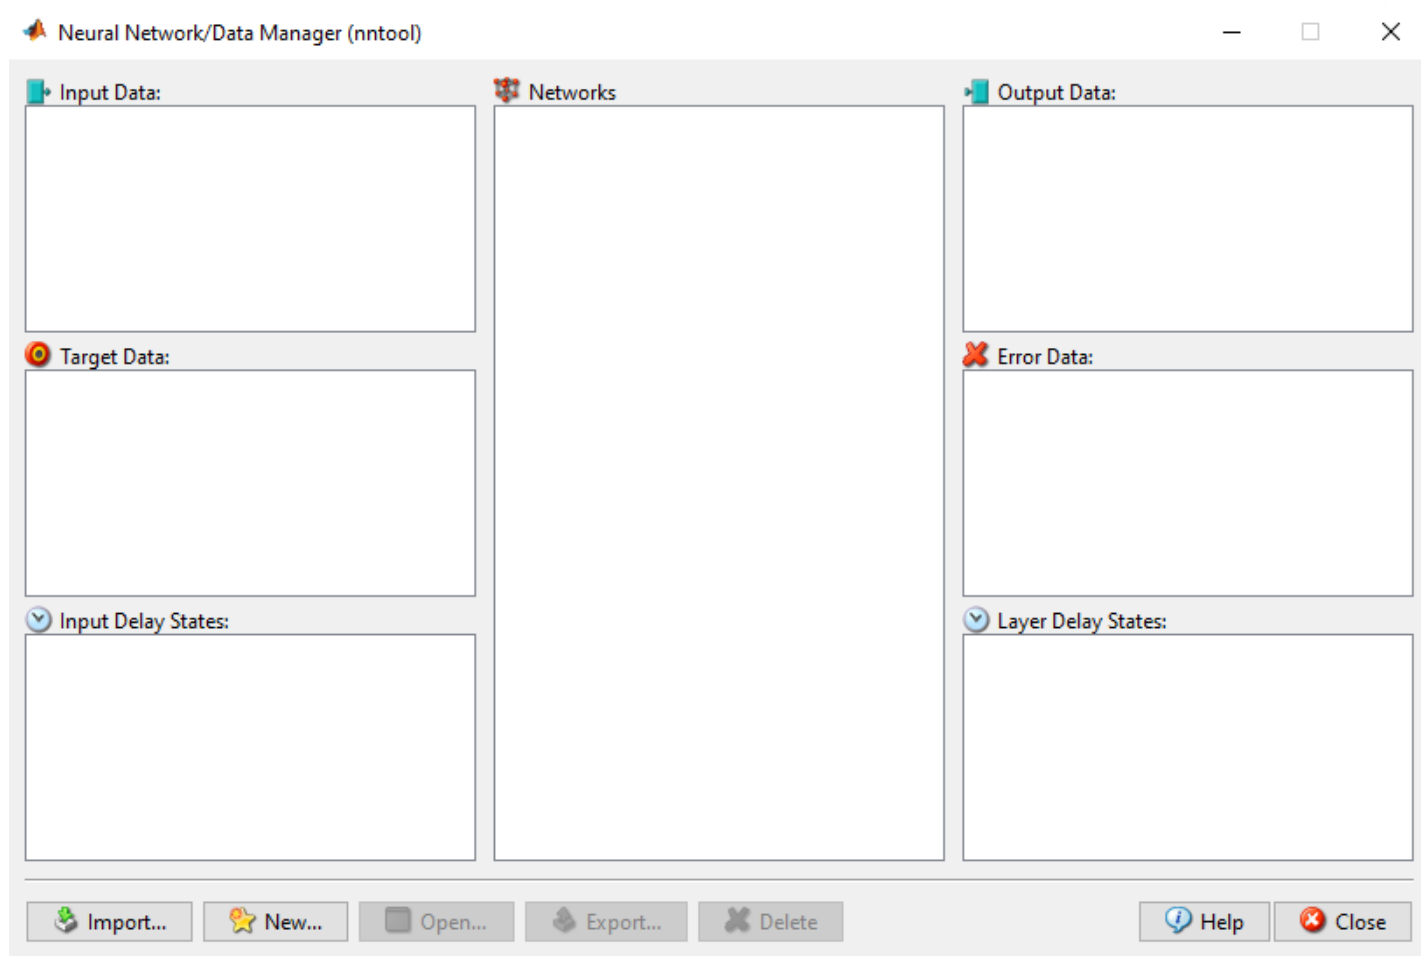 Neural Network/Data Manager (nntool)
Input Data:
Networks
Output Data:
Target Data:
Error Data:
Input Delay States:
Layer Delay States:
Import...
New...
Open...
Export...
Delete
Help
Close